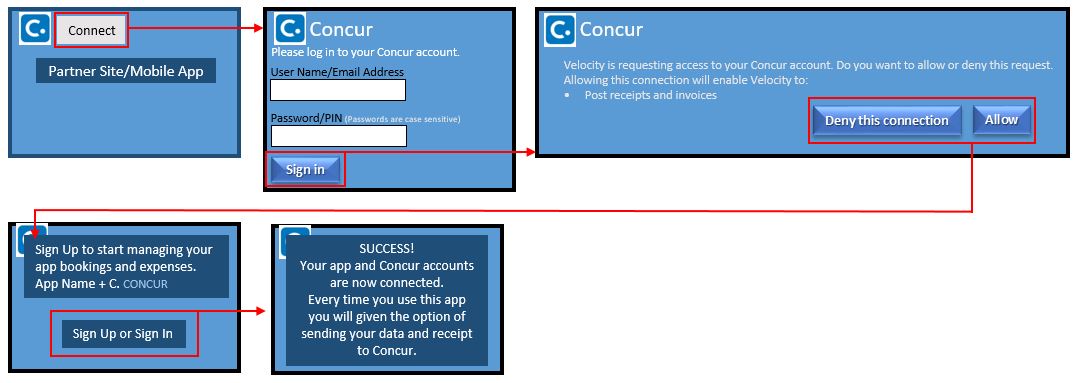 C.
Connect
Partner Site/Mobile App
C.
Concur
Please log in to your Concur account.
User Name/Email Address
Password/PIN (Passwords are case sensitive)
Sign in
C.
Concur
Velocity is requesting access to your Concur account. Do you want to allow or deny this request.
Allowing this connection will enable Velocity to:
• Post receipts and invoices
Deny this connection
Allow
Sign Up to start managing your
app bookings and expenses.
App Name + C. CONCUR
Sign Up or Sign In
SUCCESS!
Your app and Concur accounts
are now connected.
Every time you use this app
you will given the option of
sending your data and receipt
to Concur.